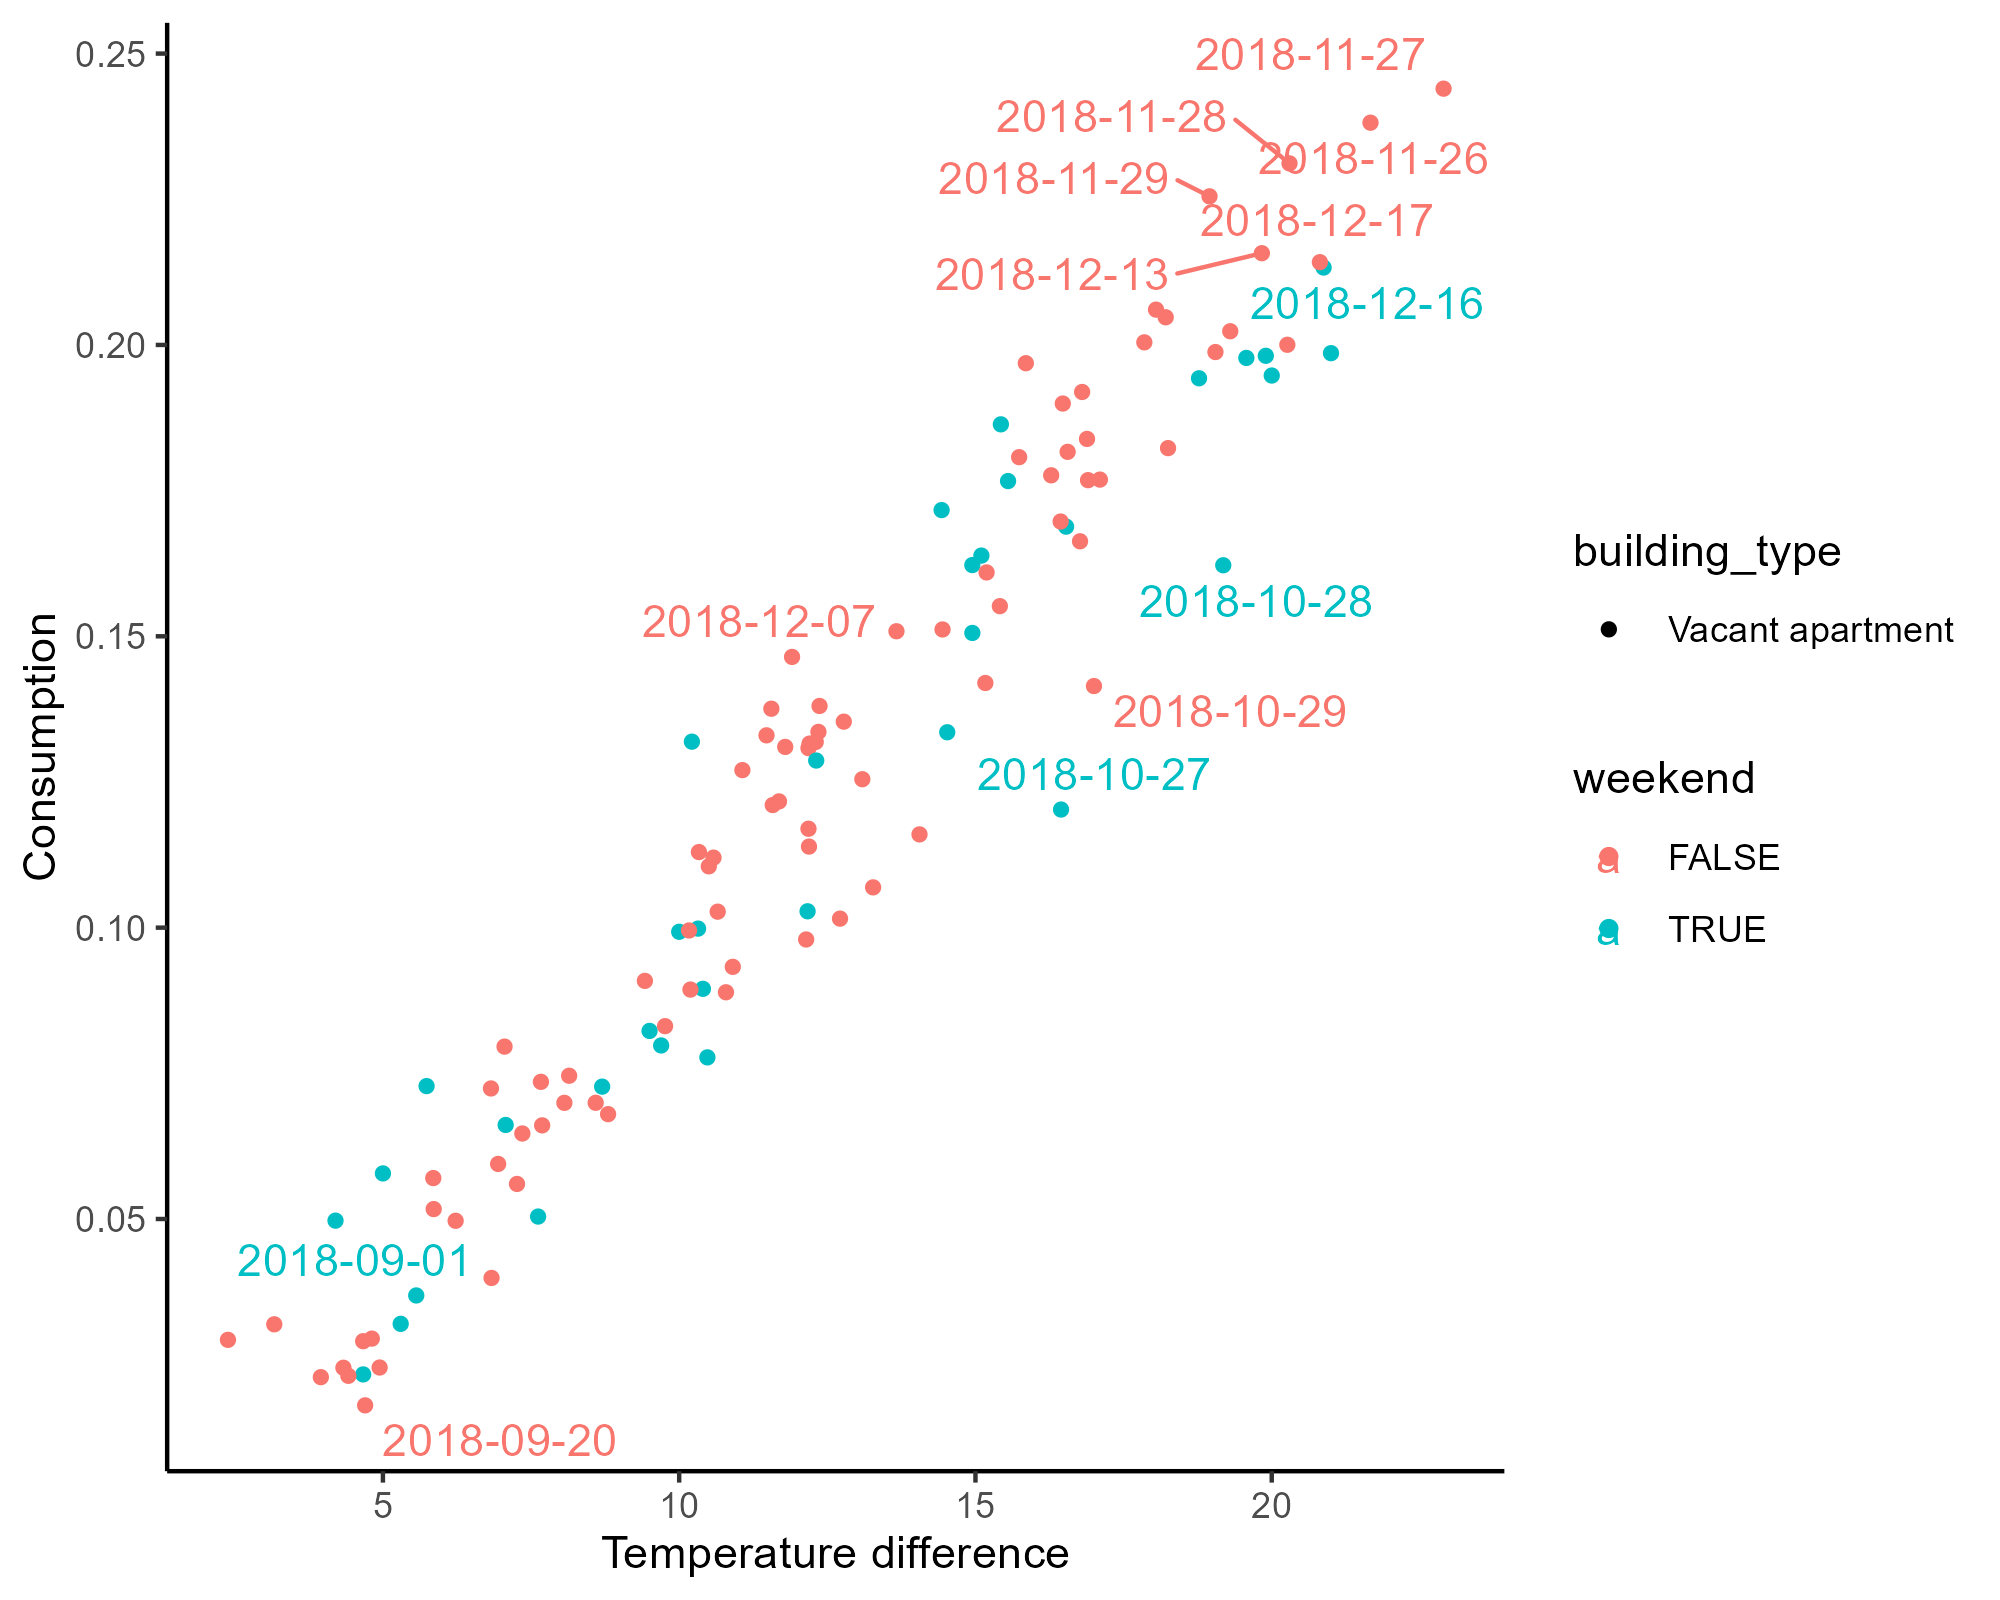 0.25
0.20
0.15
0.10
0.05
Consumption
2018-11-27
2018-11-28
2018-11-26
2018-11-29
2018-12-17
2018-12-13
2018-12-16
2018-10-28
2018-12-07
2018-10-29
2018-10-27
2018-09-01
2018-09-20
5 10 15 20
Temperature difference
building_type
Vacant apartment
weekend
a FALSE
a TRUE